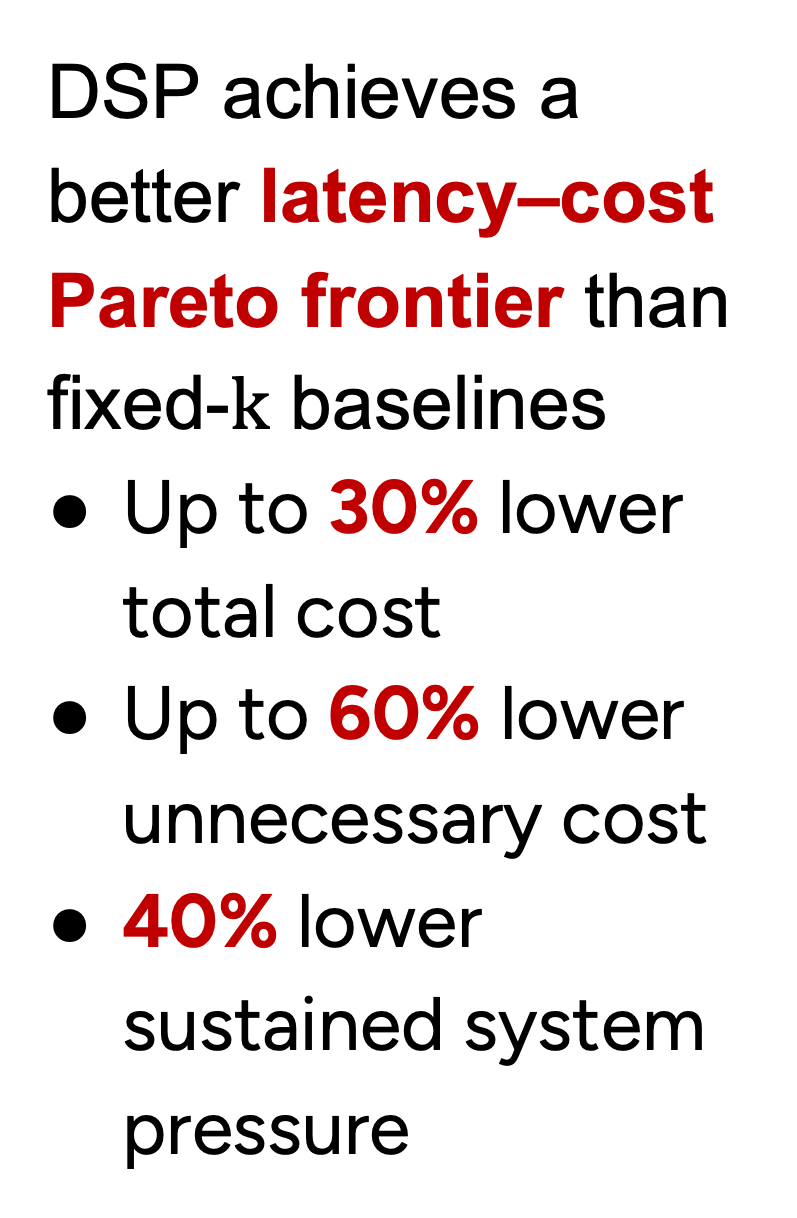 DSP achieves a
better latency–cost
Pareto frontier than
fixed-k baselines
● Up to 30% lower
total cost
● Up to 60% lower
unnecessary cost
● 40% lower
sustained system
pressure